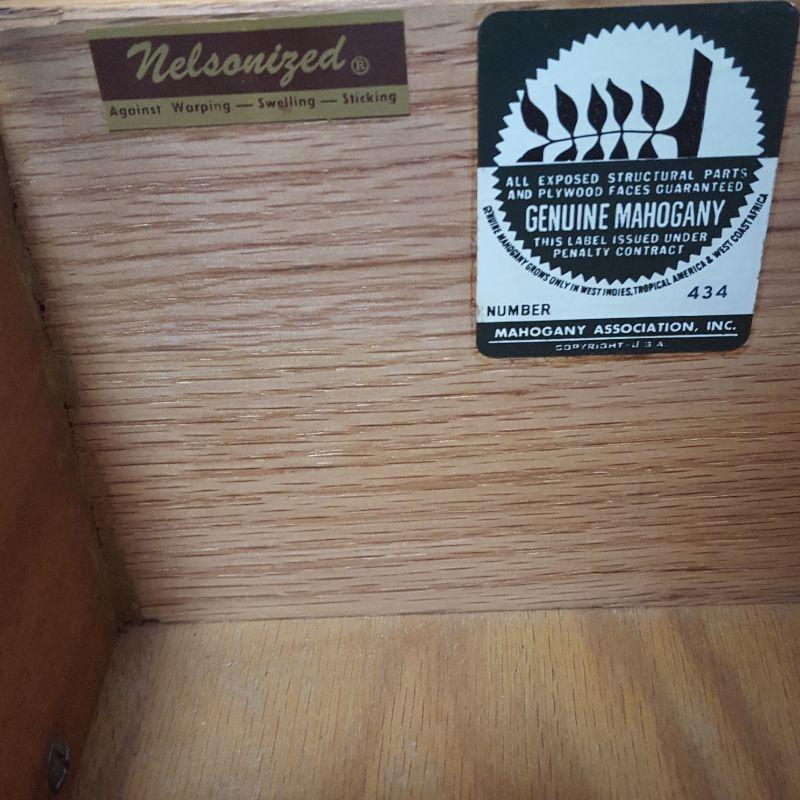 Nelsonized ®
Against Warping — Swelling — Sticking
ALL EXPOSED STRUCTURAL PARTS
AND PLYWOOD FACES GUARANTEED
GENUINE MAHOGANY
THIS LABEL ISSUED UNDER
PENALTY CONTRACT
GENUINE MAHOGANY GROWS ONLY IN WEST INDIES, TROPICAL AMERICA & WEST COAST AFRICA
NUMBER 434
MAHOGANY ASSOCIATION, INC.
COPYRIGHT - U S A.